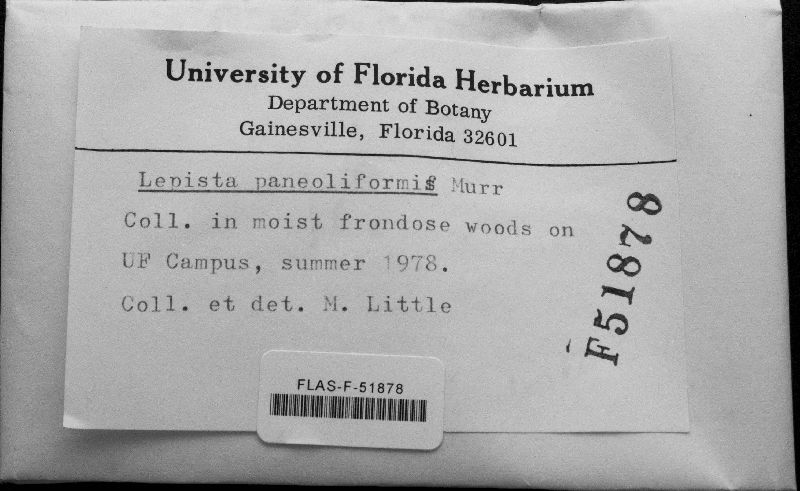 University of Florida Herbarium
Department of Botany
Gainesville, Florida 32601
Lepista paneoliformis Murr
Coll. in moist frondose woods on
UF Campus, summer 1978.
Coll. et det. M. Little
F51878
FLAS-F-51878